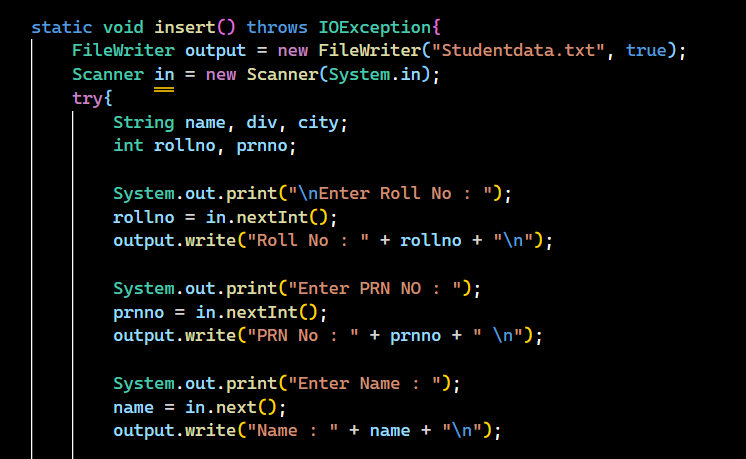 static void insert() throws IOException{
FileWriter output = new FileWriter("Studentdata.txt", true);
Scanner in = new Scanner(System.in);
try{
String name, div, city;
int rollno, prnno;
System.out.print("\nEnter Roll No : ");
rollno = in.nextInt();
output.write("Roll No : " + rollno + "\n");
System.out.print("Enter PRN NO : ");
prnno = in.nextInt();
output.write("PRN No : " + prnno + " \n");
System.out.print("Enter Name : ");
name = in.next();
output.write("Name : " + name + "\n");